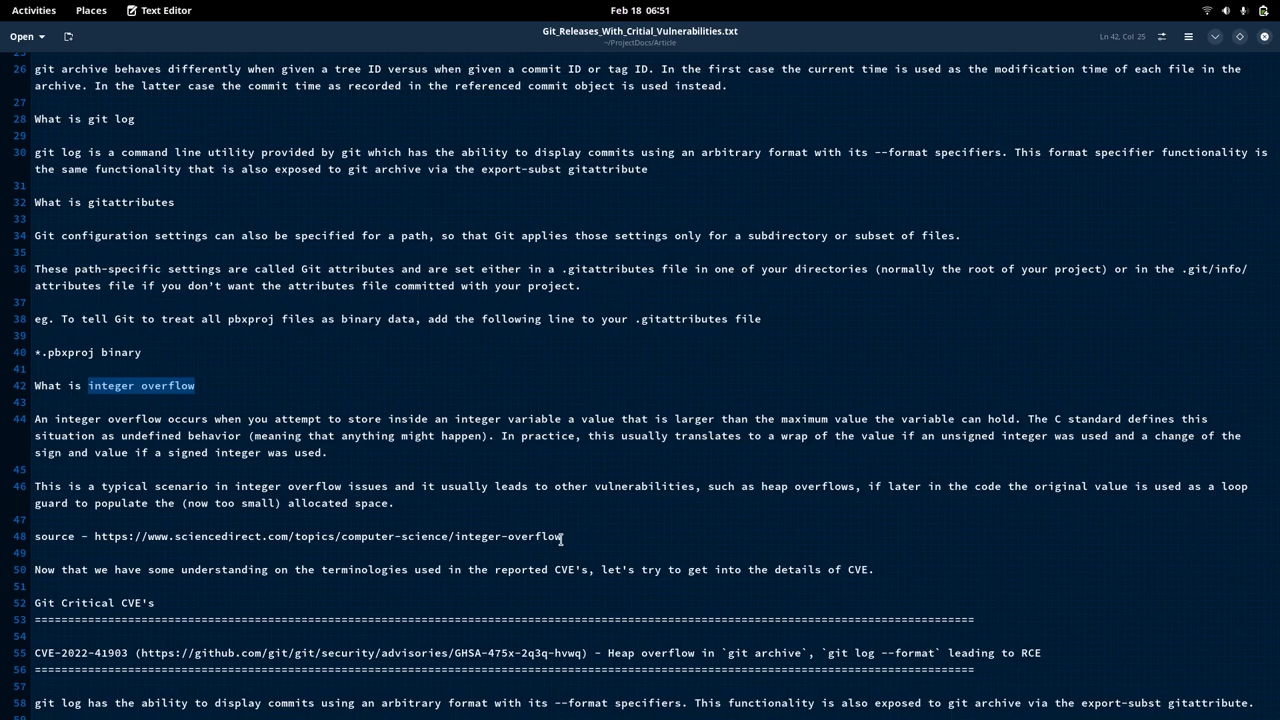 Activities Places Text Editor Feb 18 06:51
Open Git_Releases_With_Critial_Vulnerabilities.txt Ln 42, Col 25
~/ProjectDocs/Article
25
26 git archive behaves differently when given a tree ID versus when given a commit ID or tag ID. In the first case the current time is used as the modification time of each file in the
archive. In the latter case the commit time as recorded in the referenced commit object is used instead.
27
28 What is git log
29
30 git log is a command line utility provided by git which has the ability to display commits using an arbitrary format with its --format specifiers. This format specifier functionality is
the same functionality that is also exposed to git archive via the export-subst gitattribute
31
32 What is gitattributes
33
34 Git configuration settings can also be specified for a path, so that Git applies those settings only for a subdirectory or subset of files.
35
36 These path-specific settings are called Git attributes and are set either in a .gitattributes file in one of your directories (normally the root of your project) or in the .git/info/
attributes file if you don't want the attributes file committed with your project.
37
38 eg. To tell Git to treat all pbxproj files as binary data, add the following line to your .gitattributes file
39
40 *.pbxproj binary
41
42 What is integer overflow
43
44 An integer overflow occurs when you attempt to store inside an integer variable a value that is larger than the maximum value the variable can hold. The C standard defines this
situation as undefined behavior (meaning that anything might happen). In practice, this usually translates to a wrap of the value if an unsigned integer was used and a change of the
sign and value if a signed integer was used.
45
46 This is a typical scenario in integer overflow issues and it usually leads to other vulnerabilities, such as heap overflows, if later in the code the original value is used as a loop
guard to populate the (now too small) allocated space.
47
48 source - https://www.sciencedirect.com/topics/computer-science/integer-overflow
49
50 Now that we have some understanding on the terminologies used in the reported CVE's, let's try to get into the details of CVE.
51
52 Git Critical CVE's
53 =============================================================================================================================================
54
55 CVE-2022-41903 (https://github.com/git/git/security/advisories/GHSA-475x-2q3q-hvwq) - Heap overflow in `git archive`, `git log --format` leading to RCE
56 =============================================================================================================================================
57
58 git log has the ability to display commits using an arbitrary format with its --format specifiers. This functionality is also exposed to git archive via the export-subst gitattribute.
59